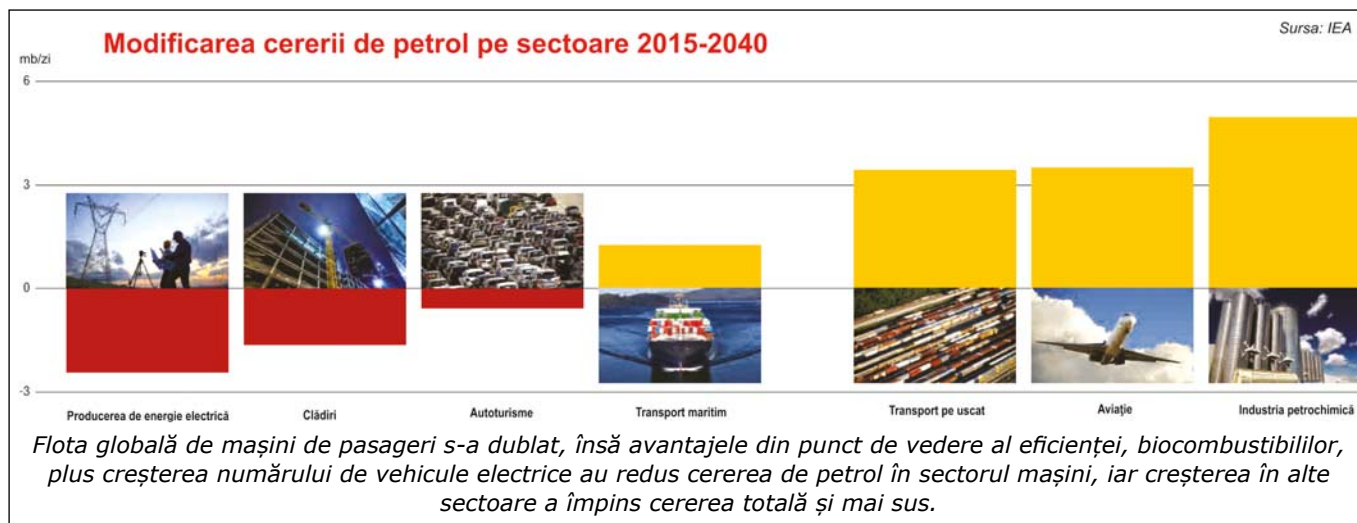 Modificarea cererii de petrol pe sectoare 2015-2040
Sursa: IEA
mb/zi
6
3
0
-3
Producerea de energie electrică
Clădiri
Autoturisme
Transport maritim
Transport pe uscat
Aviație
Industria petrochimică
Flota globală de mașini de pasageri s-a dublat, însă avantajele din punct de vedere al eficienței, biocombustibililor,
plus creșterea numărului de vehicule electrice au redus cererea de petrol în sectorul mașini, iar creșterea în alte
sectoare a împins cererea totală și mai sus.